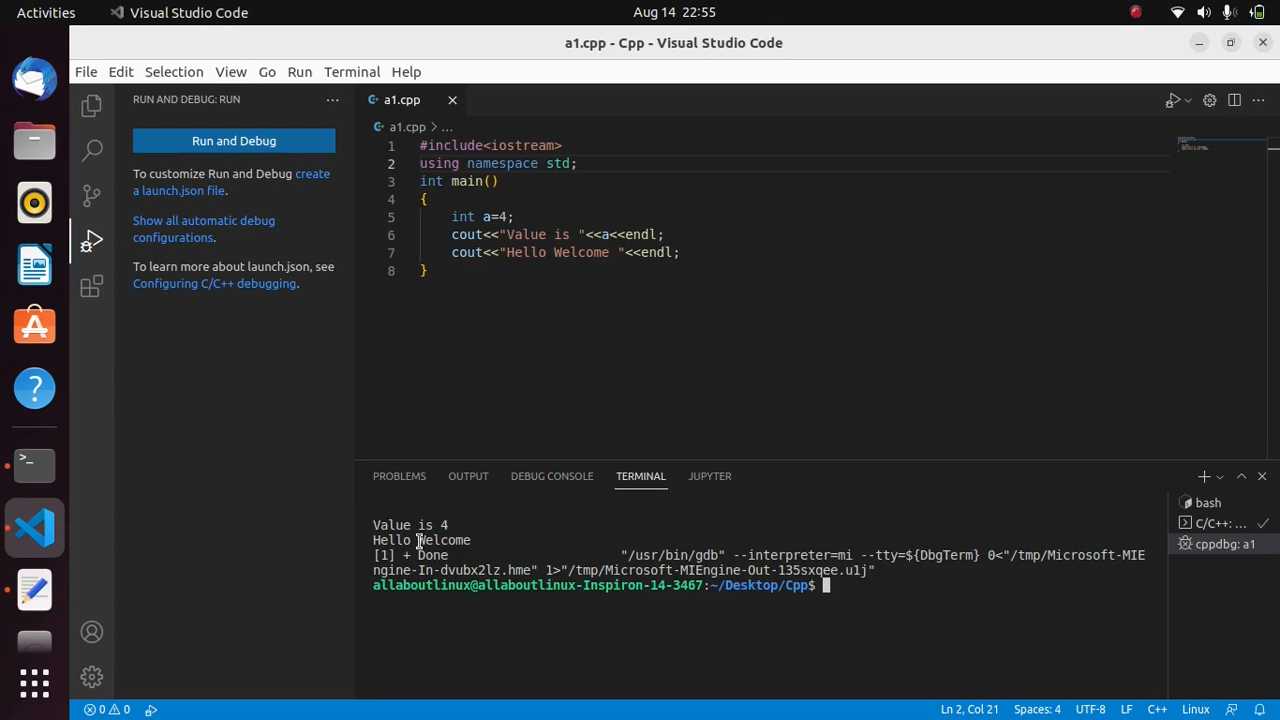 Activities Visual Studio Code Aug 14 22:55
a1.cpp - Cpp - Visual Studio Code
File Edit Selection View Go Run Terminal Help
RUN AND DEBUG: RUN ···
Run and Debug
To customize Run and Debug create
a launch.json file.
Show all automatic debug
configurations.
To learn more about launch.json, see
Configuring C/C++ debugging.
a1.cpp
a1.cpp > ...
1 #include<iostream>
2 using namespace std;
3 int main()
4 {
5 int a=4;
6 cout<<"Value is "<<a<<endl;
7 cout<<"Hello Welcome "<<endl;
8 }
PROBLEMS OUTPUT DEBUG CONSOLE TERMINAL JUPYTER
Value is 4
Hello Welcome
[1] + Done "/usr/bin/gdb" --interpreter=mi --tty=${DbgTerm} 0<"/tmp/Microsoft-MIE
ngine-In-dvubx2lz.hme" 1>"/tmp/Microsoft-MIEngine-Out-135sxqee.u1j"
allaboutlinux@allaboutlinux-Inspiron-14-3467:~/Desktop/Cpp$
bash
C/C++: ...
cppdbg: a1
0 0 Ln 2, Col 21 Spaces: 4 UTF-8 LF C++ Linux